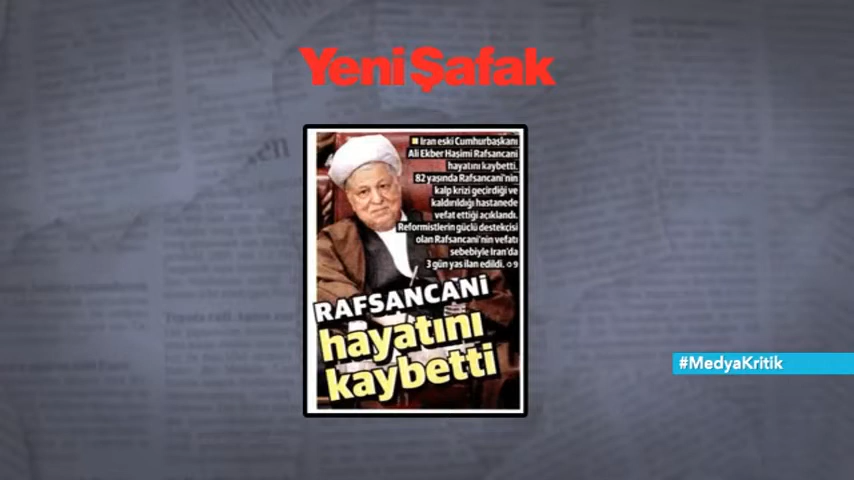 Yeni Şafak
İran eski Cumhurbaşkanı
Ali Ekber Haşimi Rafsancani
hayatını kaybetti.
82 yaşında Rafsancani'nin
kalp krizi geçirdiği ve
kaldırıldığı hastanede
vefat ettiği açıklandı.
Reformistlerin güçlü destekçisi
olan Rafsancani'nin vefatı
sebebiyle İran'da
3 gün yas ilan edildi. 9
RAFSANCANİ
hayatını
kaybetti
#MedyaKritik